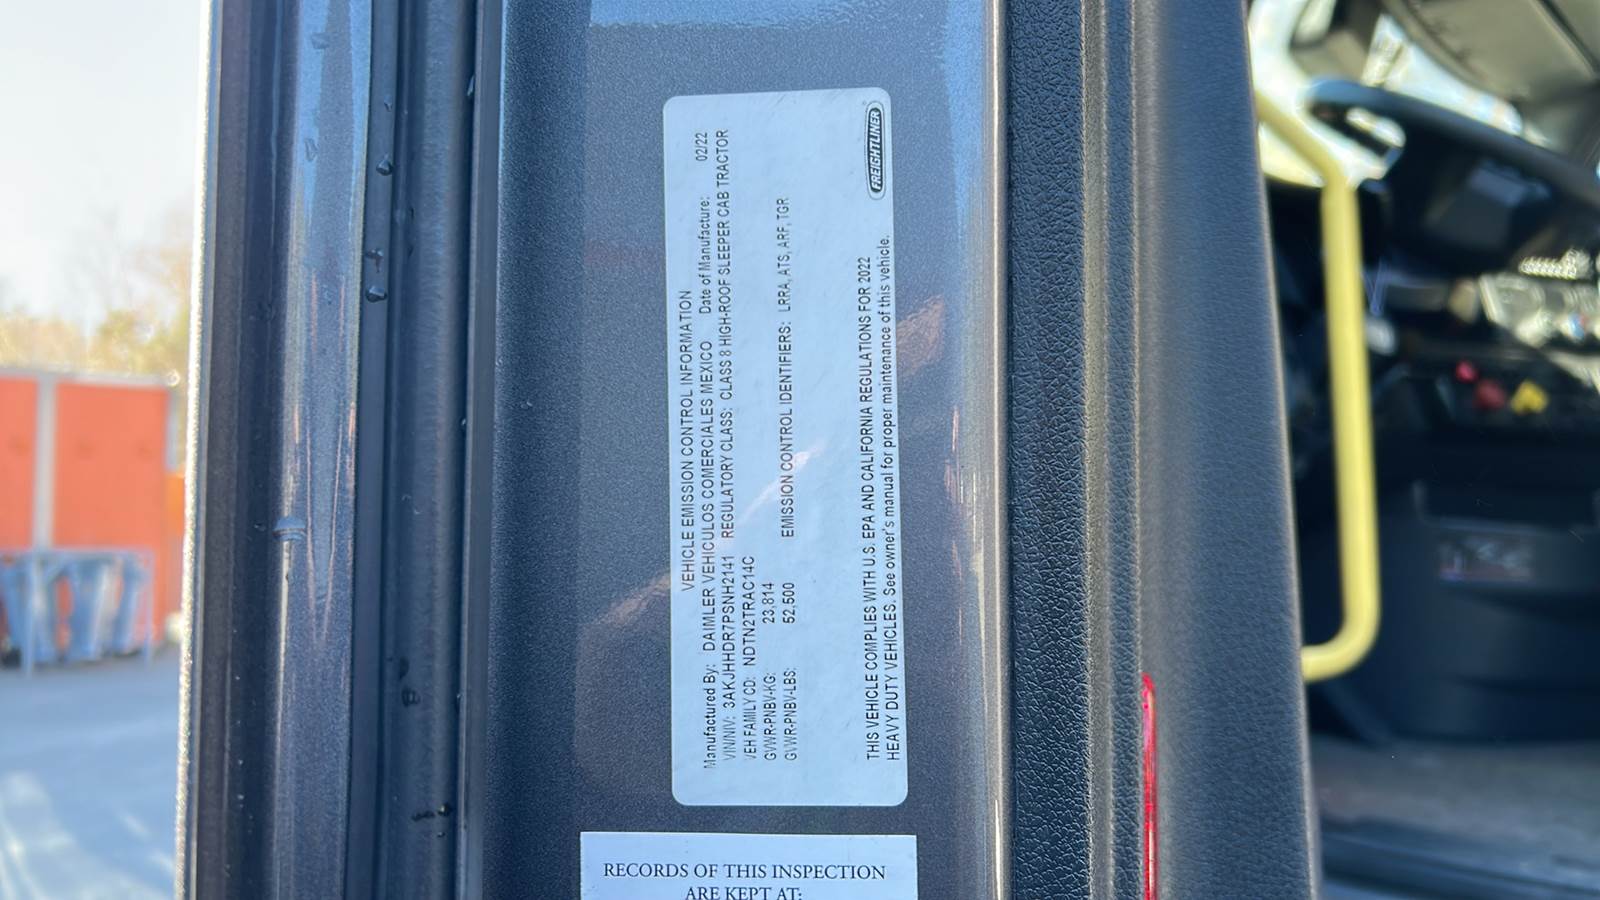 VEHICLE EMISSION CONTROL INFORMATION
Manufactured By: DAIMLER VEHICULOS COMERCIALES MEXICO Date of Manufacture: 02/22
VIN/NIV: 3AKJHHDR7PSNH2141 REGULATORY CLASS: CLASS 8 HIGH-ROOF SLEEPER CAB TRACTOR
VEH FAMILY CD: NDTN2TRAC14C
GVWR-PNBV-KG: 23,814
GVWR-PNBV-LBS: 52,500 EMISSION CONTROL IDENTIFIERS: LRRA, ATS, ARF, TGR
THIS VEHICLE COMPLIES WITH U.S. EPA AND CALIFORNIA REGULATIONS FOR 2022
HEAVY DUTY VEHICLES. See owner's manual for proper maintenance of this vehicle.
FREIGHTLINER
RECORDS OF THIS INSPECTION
ARE KEPT AT: